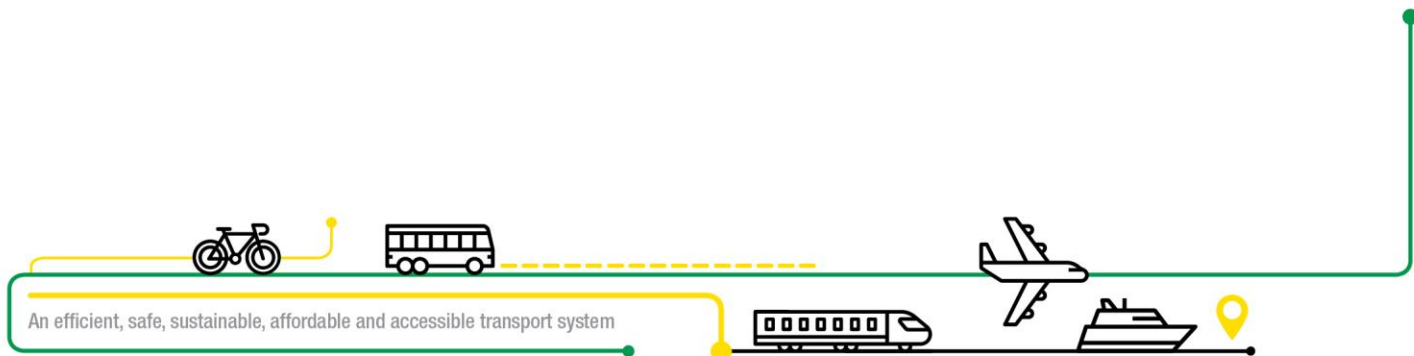 An efficient, safe, sustainable, affordable and accessible transport system